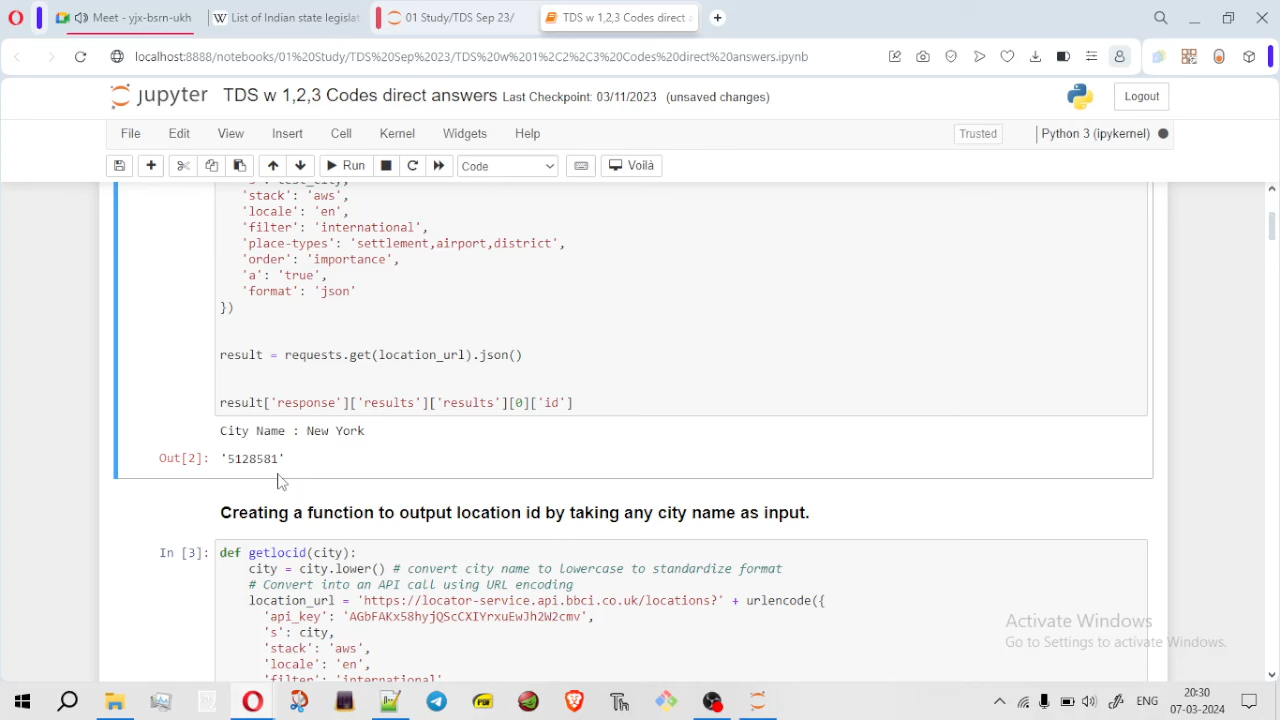 Meet - yjx-bsrn-ukh
List of Indian state legislat
01 Study/TDS Sep 23/
TDS w 1,2,3 Codes direct a
localhost:8888/notebooks/01%20Study/TDS%20Sep%2023/TDS%20w%201%2C2%2C3%20Codes%20direct%20answers.ipynb
jupyter TDS w 1,2,3 Codes direct answers Last Checkpoint: 03/11/2023 (unsaved changes)
Logout
File Edit View Insert Cell Kernel Widgets Help
Trusted
Python 3 (ipykernel)
Run
Code
Voilà
'stack': 'aws',
'locale': 'en',
'filter': 'international',
'place-types': 'settlement,airport,district',
'order': 'importance',
'a': 'true',
'format': 'json'
})
result = requests.get(location_url).json()
result['response']['results']['results'][0]['id']
City Name : New York
Out[2]: '5128581'
Creating a function to output location id by taking any city name as input.
In [3]: def getlocid(city):
city = city.lower() # convert city name to lowercase to standardize format
# Convert into an API call using URL encoding
location_url = 'https://locator-service.api.bbci.co.uk/locations?' + urlencode({
'api_key': 'AGbFAKx58hyjQScCXIYrxuEwJh2W2cmv',
's': city,
'stack': 'aws',
'locale': 'en',
'filter': 'international',
Activate Windows
Go to Settings to activate Windows.
ENG
20:30
07-03-2024